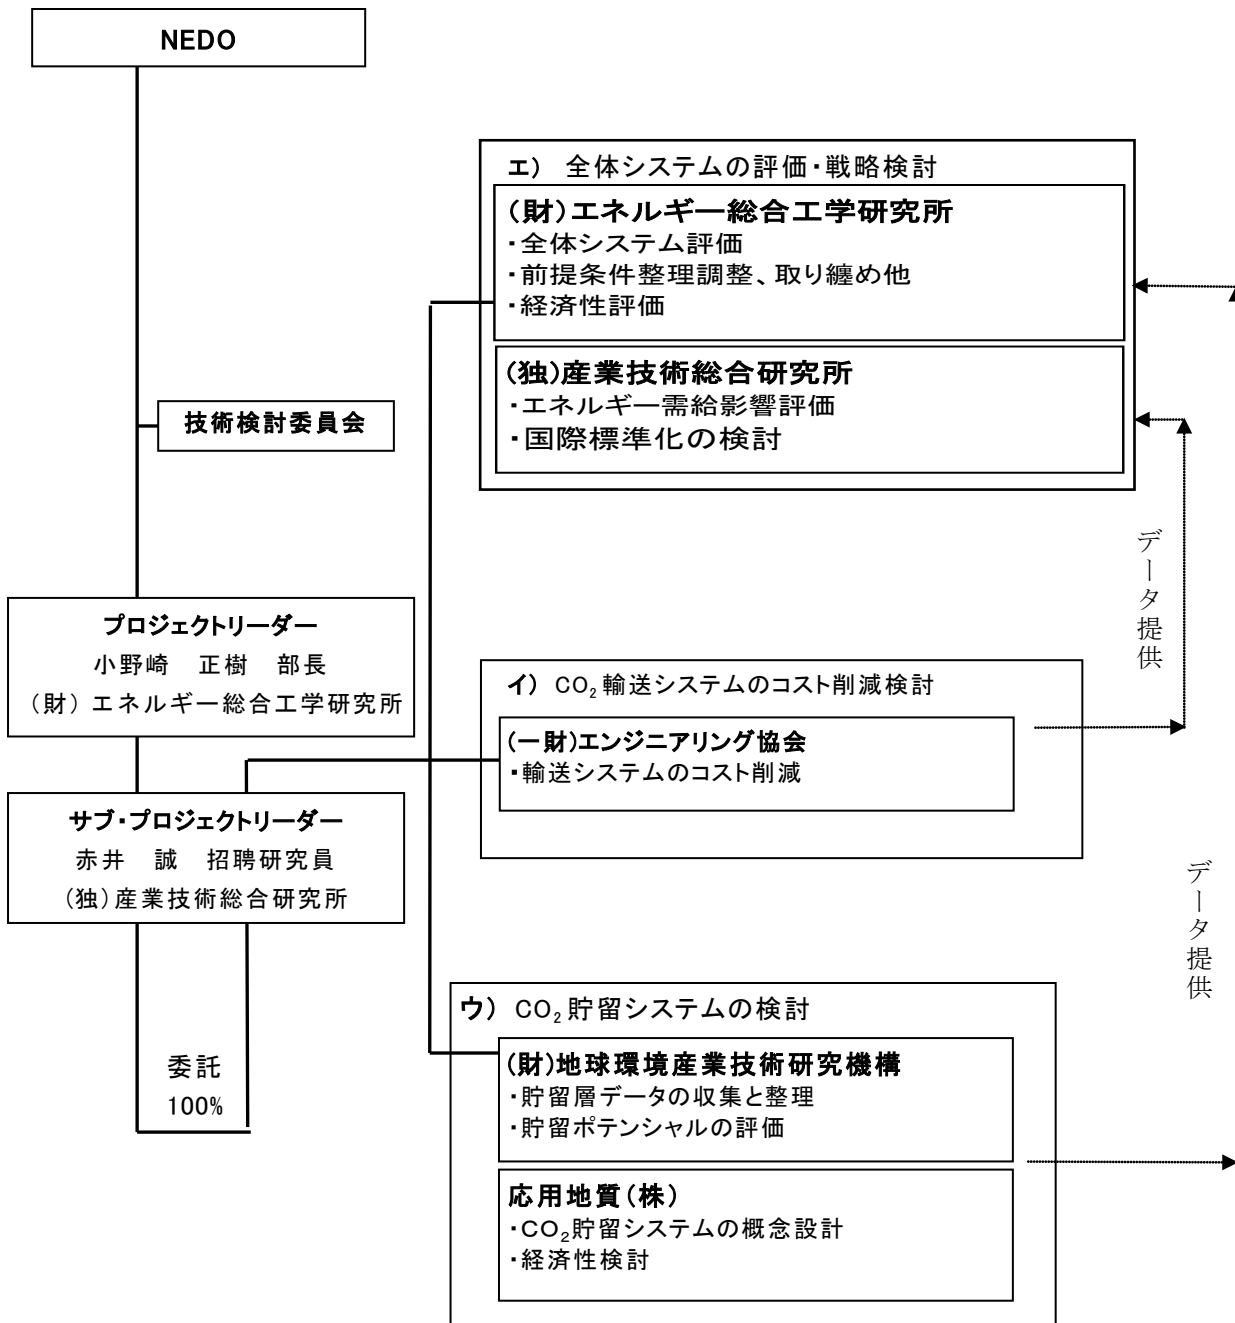 NEDO
エ） 全体システムの評価・戦略検討
(財)エネルギー総合工学研究所
・全体システム評価
・前提条件整理調整、取り纏め他
・経済性評価
(独)産業技術総合研究所
・エネルギー需給影響評価
・国際標準化の検討
技術検討委員会
データ提供
プロジェクトリーダー
小野崎 正樹 部長
（財）エネルギー総合工学研究所
イ） CO₂輸送システムのコスト削減検討
(一財)エンジニアリング協会
・輸送システムのコスト削減
サブ・プロジェクトリーダー
赤井 誠 招聘研究員
(独)産業技術総合研究所
データ提供
ウ） CO₂貯留システムの検討
(財)地球環境産業技術研究機構
・貯留層データの収集と整理
・貯留ポテンシャルの評価
委託
100%
応用地質(株)
・CO₂貯留システムの概念設計
・経済性検討